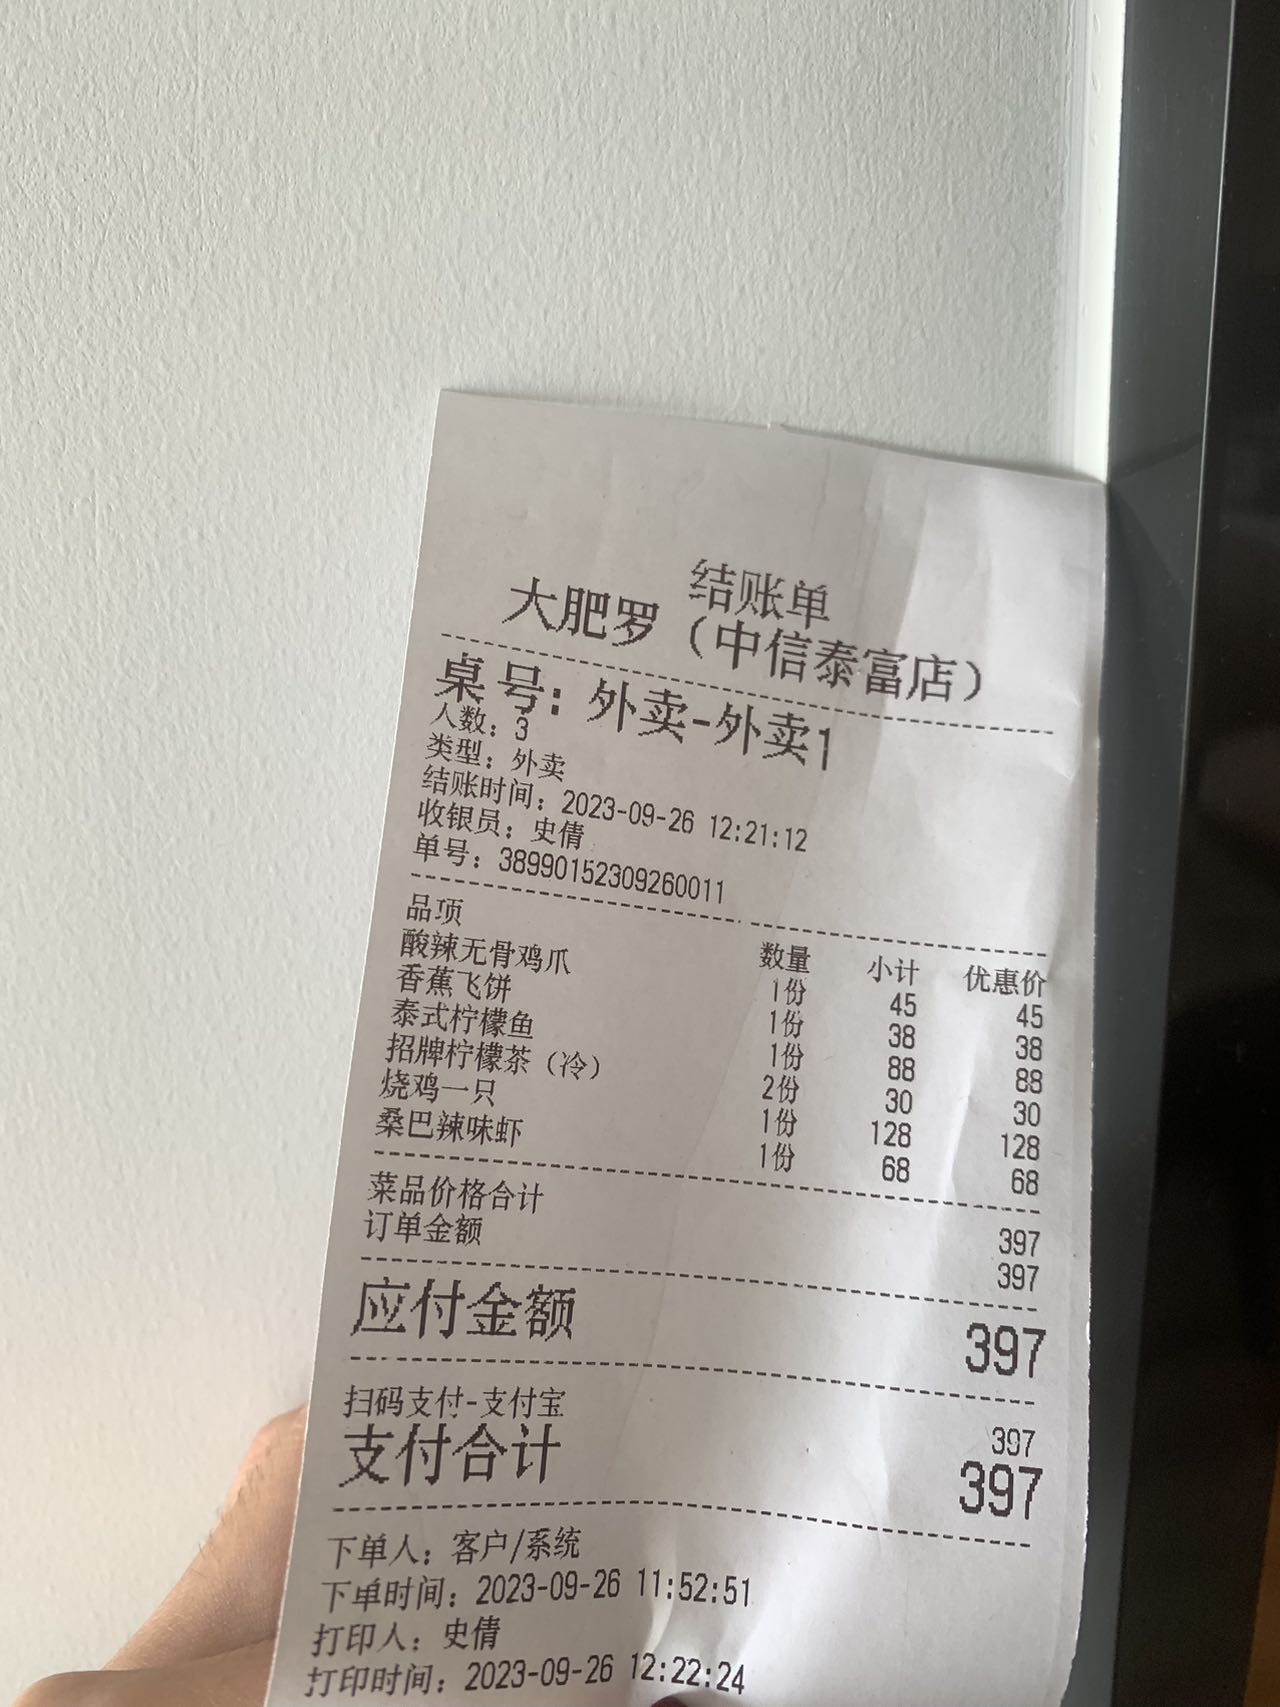 结账单
大肥罗（中信泰富店）
桌号：外卖-外卖1
人数：3
类型：外卖
结账时间：2023-09-26 12:21:12
收银员：史倩
单号：38990152309260011
品项 数量 小计 优惠价
酸辣无骨鸡爪 1份 45 45
香蕉飞饼 1份 38 38
泰式柠檬鱼 1份 88 88
招牌柠檬茶（冷） 2份 30 30
烧鸡一只 1份 128 128
桑巴辣味虾 1份 68 68
菜品价格合计 397
订单金额 397
应付金额 397
扫码支付-支付宝 397
支付合计 397
下单人：客户/系统
下单时间：2023-09-26 11:52:51
打印人：史倩
打印时间：2023-09-26 12:22:24